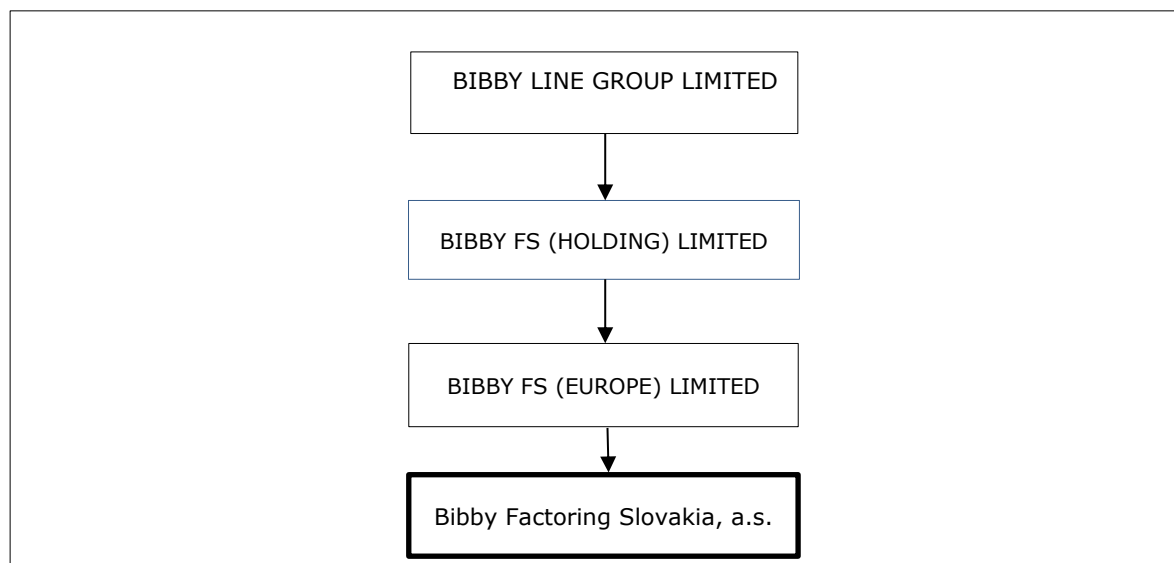 BIBBY LINE GROUP LIMITED
BIBBY FS (HOLDING) LIMITED
BIBBY FS (EUROPE) LIMITED
Bibby Factoring Slovakia, a.s.